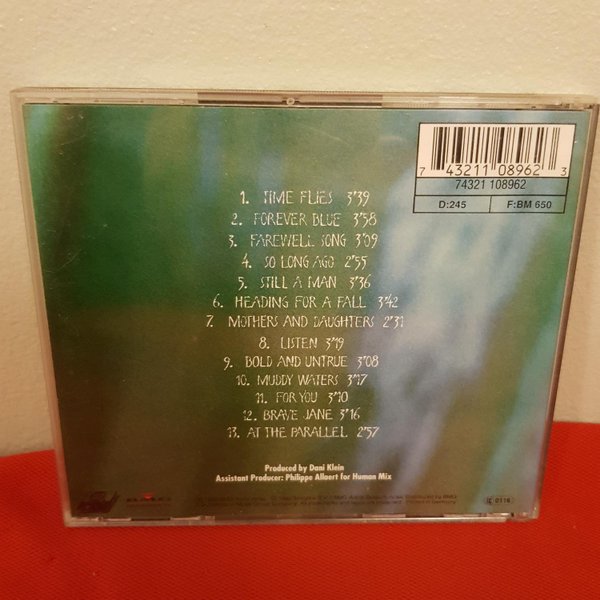 7 43211 08962 3
74321 108962
D:245 F:BM 650
1. TIME FLIES 3"39
2. FOREVER BLUE 3"58
3. FAREWELL SONG 3"09
4. SO LONG AGO 2"55
5. STILL A MAN 3"36
6. HEADING FOR A FALL 3"42
7. MOTHERS AND DAUGHTERS 2"31
8. LISTEN 3"19
9. BOLD AND UNTRUE 3"08
10. MUDDY WATERS 3"17
11. FOR YOU 3"10
12. BRAVE JANE 3"16
13. AT THE PARALLEL 2"57
Produced by Dani Klein
Assistant Producer: Philippe Allaert for Human Mix
BMG
LC 0116